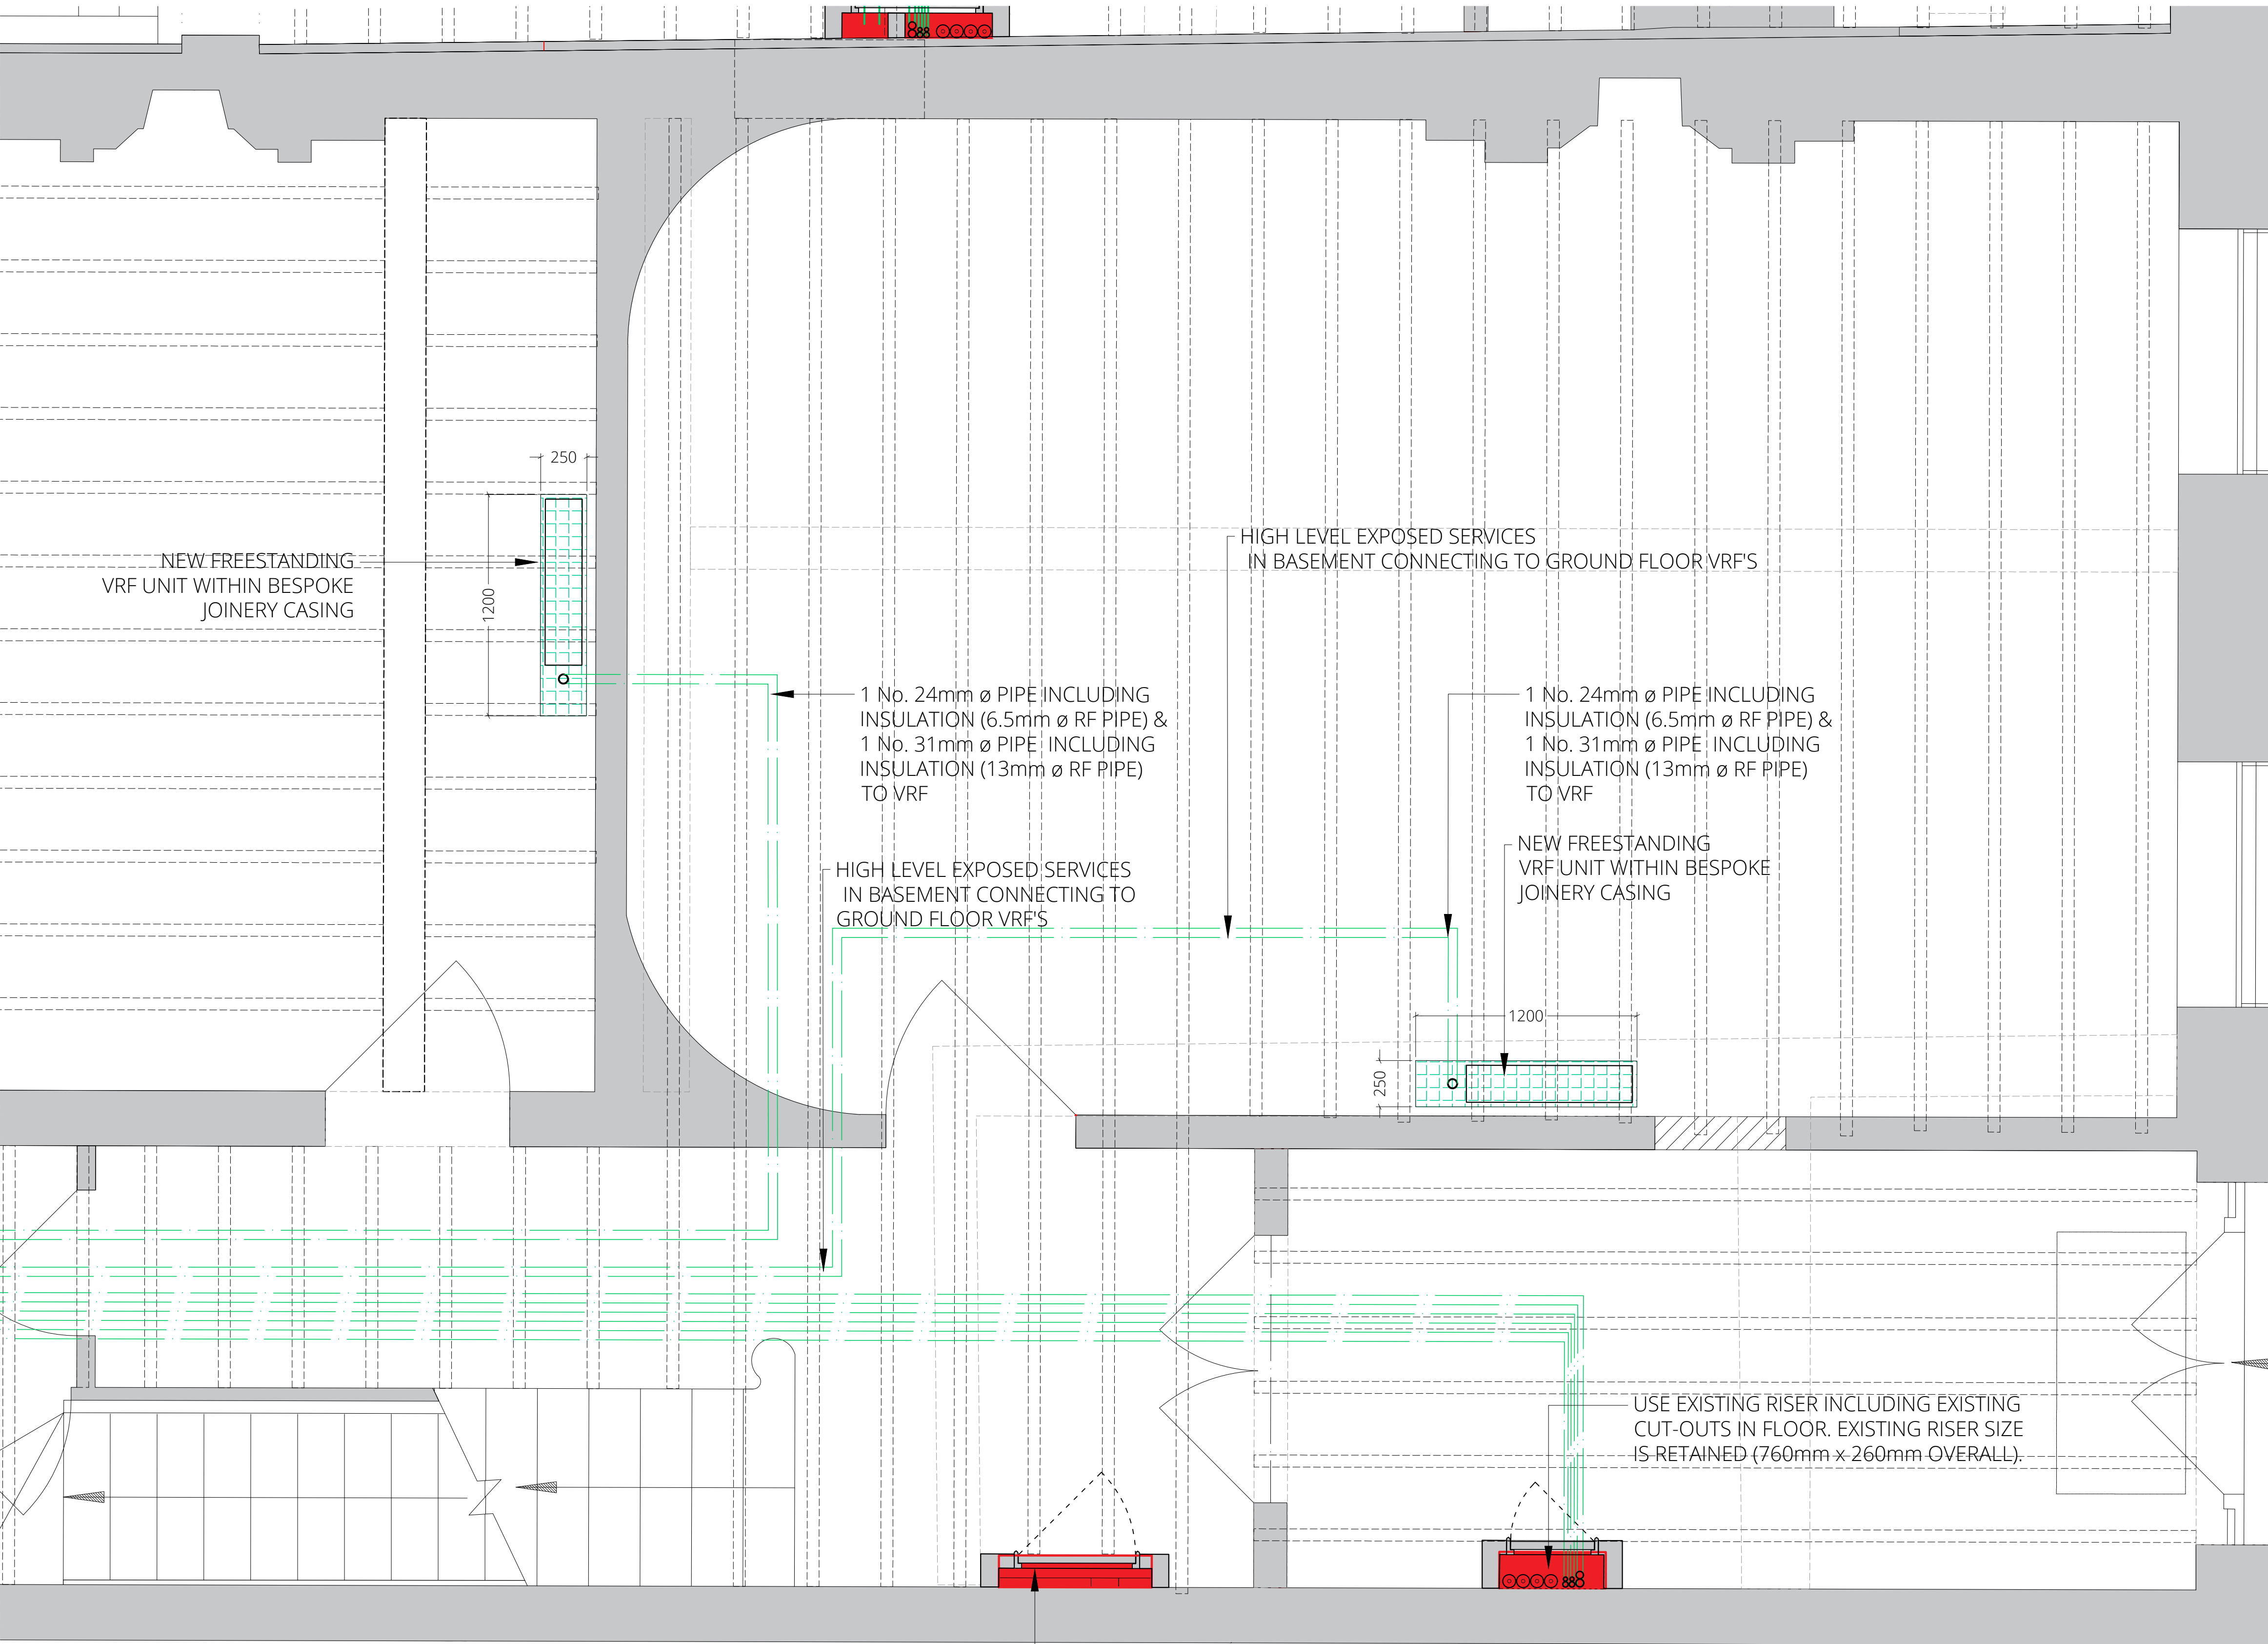 250
1200
NEW FREESTANDING
VRF UNIT WITHIN BESPOKE
JOINERY CASING
HIGH LEVEL EXPOSED SERVICES
IN BASEMENT CONNECTING TO GROUND FLOOR VRF'S
1 No. 24mm ø PIPE INCLUDING
INSULATION (6.5mm ø RF PIPE) &
1 No. 31mm ø PIPE INCLUDING
INSULATION (13mm ø RF PIPE)
TO VRF
1 No. 24mm ø PIPE INCLUDING
INSULATION (6.5mm ø RF PIPE) &
1 No. 31mm ø PIPE INCLUDING
INSULATION (13mm ø RF PIPE)
TO VRF
HIGH LEVEL EXPOSED SERVICES
IN BASEMENT CONNECTING TO
GROUND FLOOR VRF'S
NEW FREESTANDING
VRF UNIT WITHIN BESPOKE
JOINERY CASING
1200
250
USE EXISTING RISER INCLUDING EXISTING
CUT-OUTS IN FLOOR. EXISTING RISER SIZE
IS RETAINED (760mm x 260mm OVERALL).